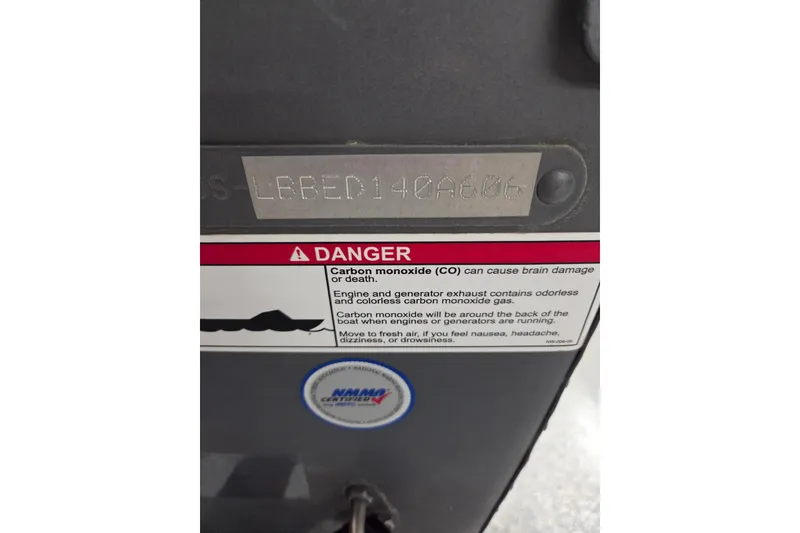 US-LBBED140A606
DANGER
Carbon monoxide (CO) can cause brain damage
or death.
Engine and generator exhaust contains odorless
and colorless carbon monoxide gas.
Carbon monoxide will be around the back of the
boat when engines or generators are running.
Move to fresh air, if you feel nausea, headache,
dizziness, or drowsiness.
NMMA
CERTIFIED